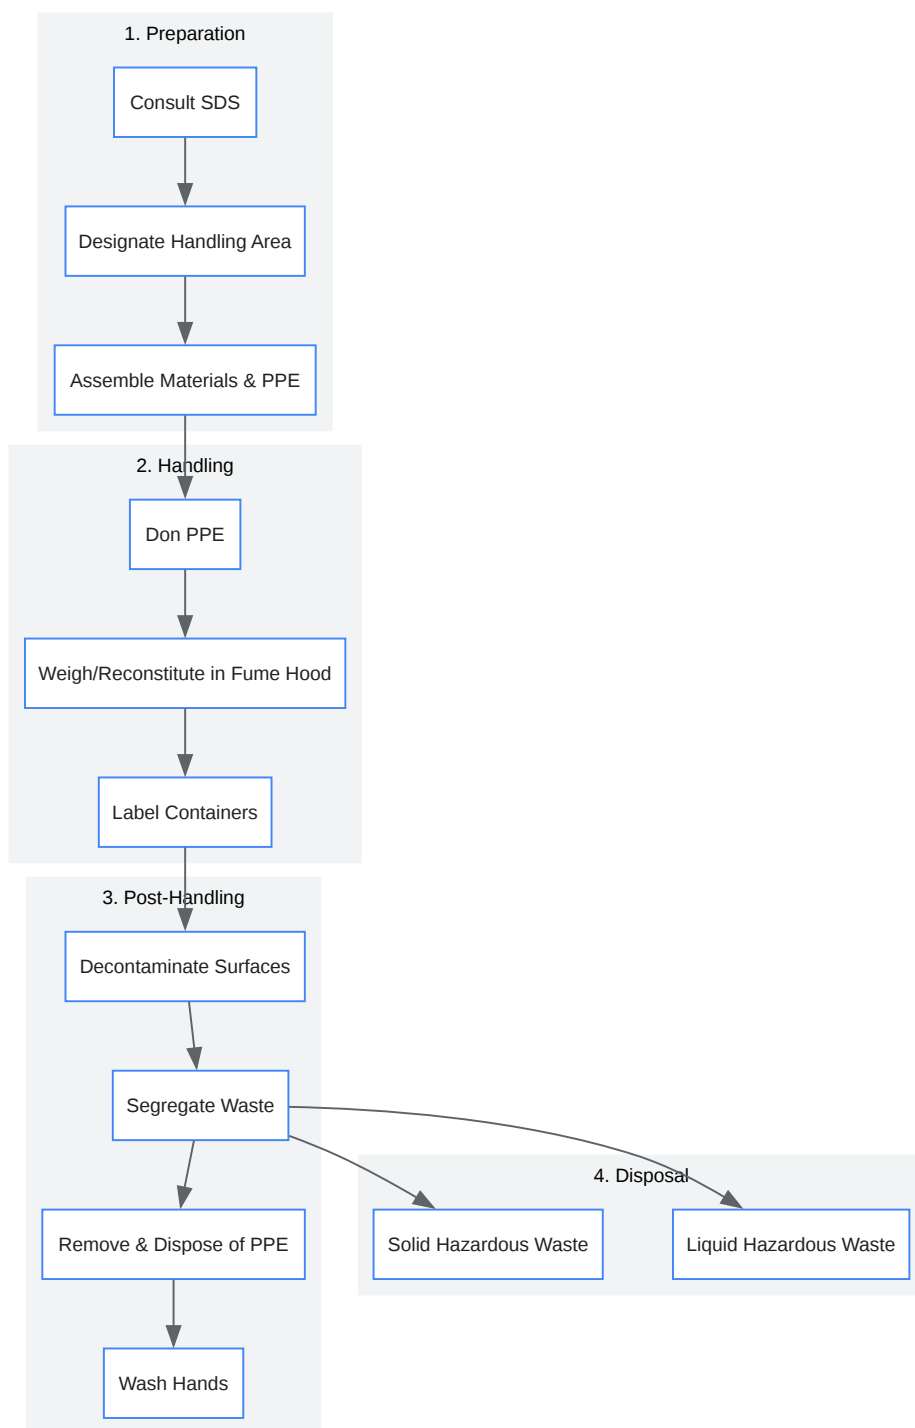 1. Preparation
Consult SDS
Designate Handling Area
Assemble Materials & PPE
2. Handling
Don PPE
Weigh/Reconstitute in Fume Hood
Label Containers
3. Post-Handling
Decontaminate Surfaces
Segregate Waste
4. Disposal
Remove & Dispose of PPE
Solid Hazardous Waste
Liquid Hazardous Waste
Wash Hands